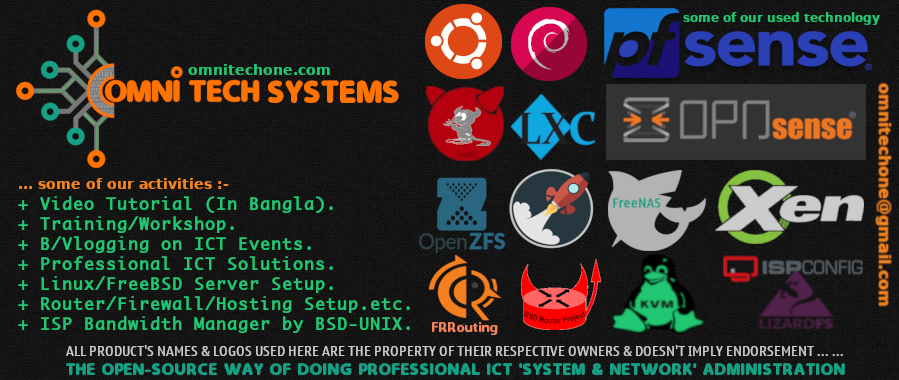 omnitechone.com
OMNi TECH SYSTEMS
... some of our activities :-
+ Video Tutorial (In Bangla).
+ Training/Workshop.
+ B/Vlogging on ICT Events.
+ Professional ICT Solutions.
+ Linux/FreeBSD Server Setup.
+ Router/Firewall/Hosting Setup.etc.
+ ISP Bandwidth Manager by BSD-UNIX.
some of our used technology
pfsense®
LXC
OPNsense®
OpenZFS
FreeNAS
Xen
FRRouting
BSD Router Project
KVM
ISPCONFIG
LIZARDFS
omnitechone@gmail.com
ALL PRODUCT'S NAMES & LOGOS USED HERE ARE THE PROPERTY OF THEIR RESPECTIVE OWNERS & DOESN'T IMPLY ENDORSEMENT ... ...
THE OPEN-SOURCE WAY OF DOING PROFESSIONAL ICT 'SYSTEM & NETWORK' ADMINISTRATION